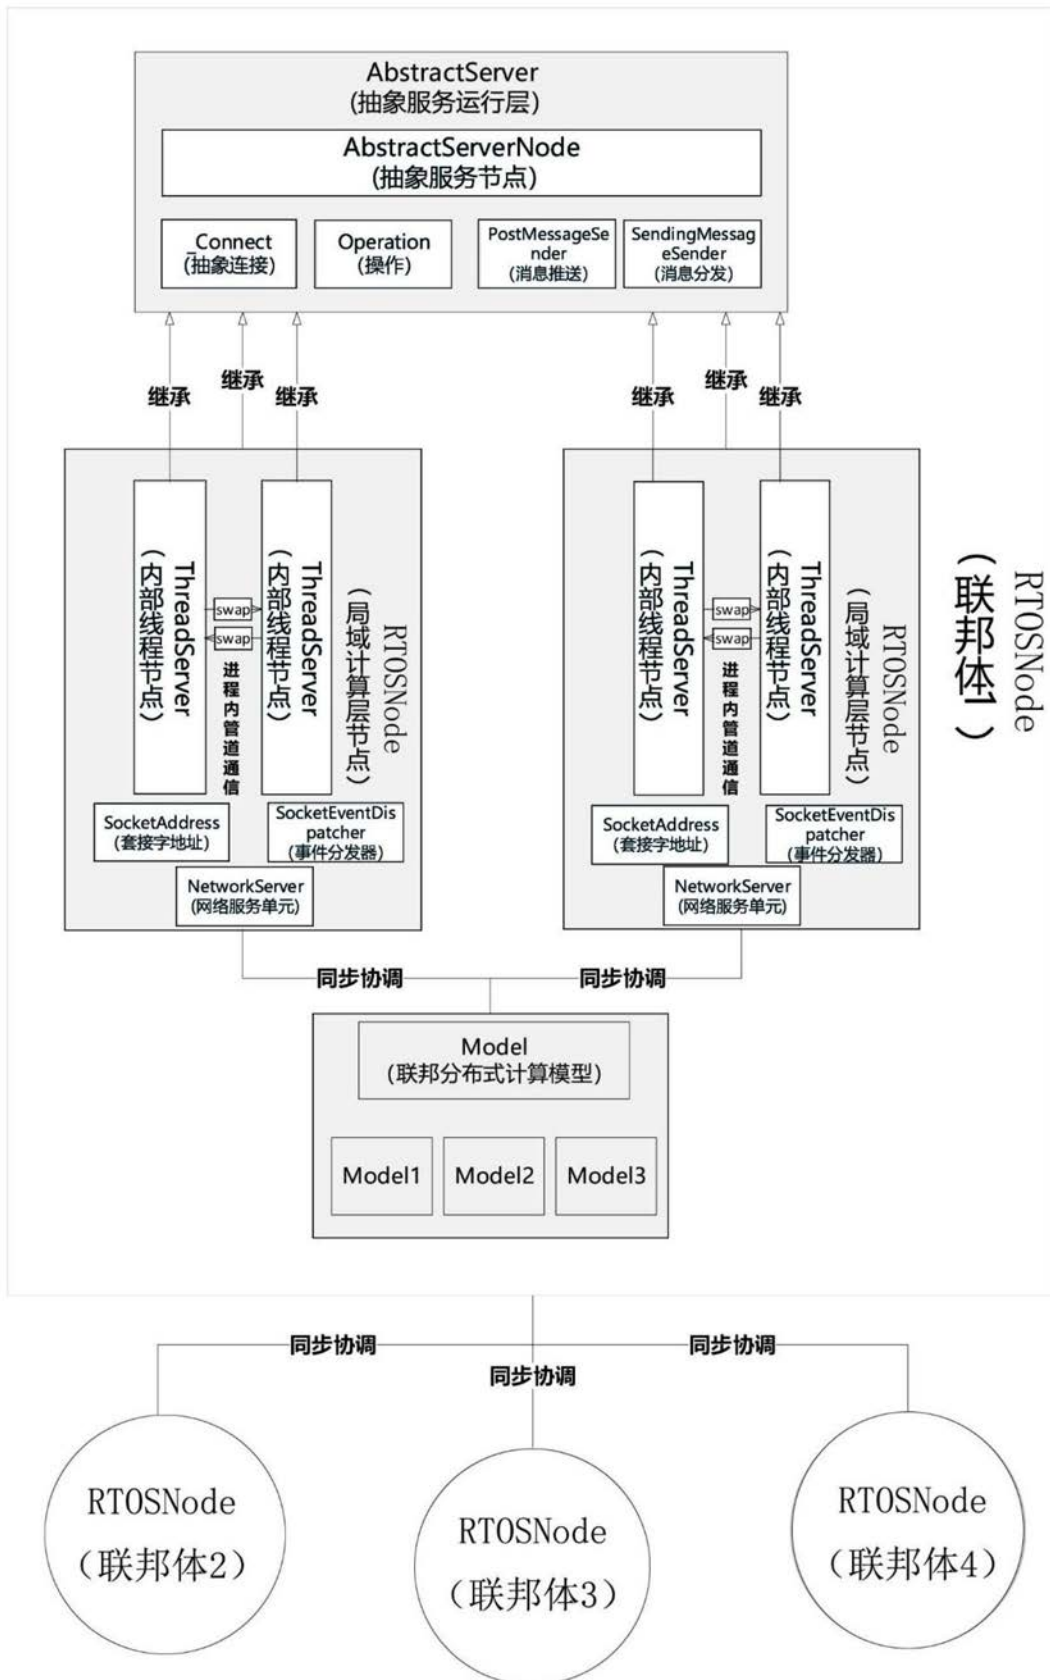 AbstractServer
(抽象服务运行层)
AbstractServerNode
(抽象服务节点)
_Connect
(抽象连接)
Operation
(操作)
PostMessageSe
nder
(消息推送)
SendingMessag
eSender
(消息分发)
继承
继承
继承
继承
继承
继承
ThreadServer
(内部线程节点)
swap
swap
进程内管道通信
ThreadServer
(内部线程节点)
RTOSNode
(局域计算层节点)
SocketAddress
(套接字地址)
SocketEventDis
patcher
(事件分发器)
NetworkServer
(网络服务单元)
ThreadServer
(内部线程节点)
swap
swap
进程内管道通信
ThreadServer
(内部线程节点)
RTOSNode
(局域计算层节点)
SocketAddress
(套接字地址)
SocketEventDis
patcher
(事件分发器)
NetworkServer
(网络服务单元)
RTOSNode
(联邦体1)
同步协调
同步协调
Model
(联邦分布式计算模型)
Model1
Model2
Model3
同步协调
同步协调
同步协调
RTOSNode
(联邦体2)
RTOSNode
(联邦体3)
RTOSNode
(联邦体4)